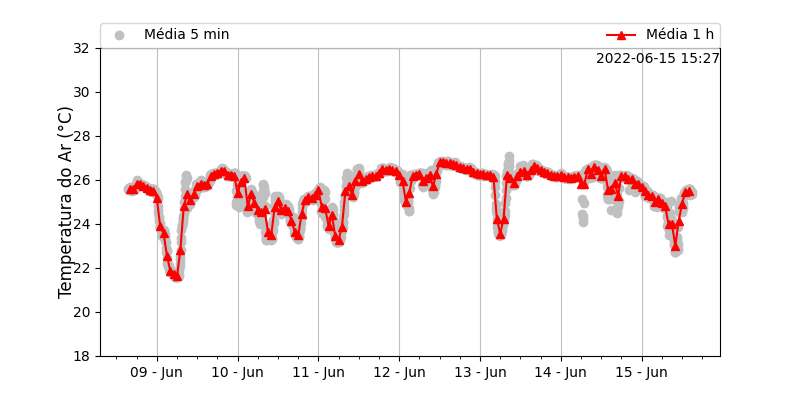 Média 5 min
Média 1 h
2022-06-15 15:27
Temperatura do Ar (°C)
32
30
28
26
24
22
20
18
09 - Jun
10 - Jun
11 - Jun
12 - Jun
13 - Jun
14 - Jun
15 - Jun